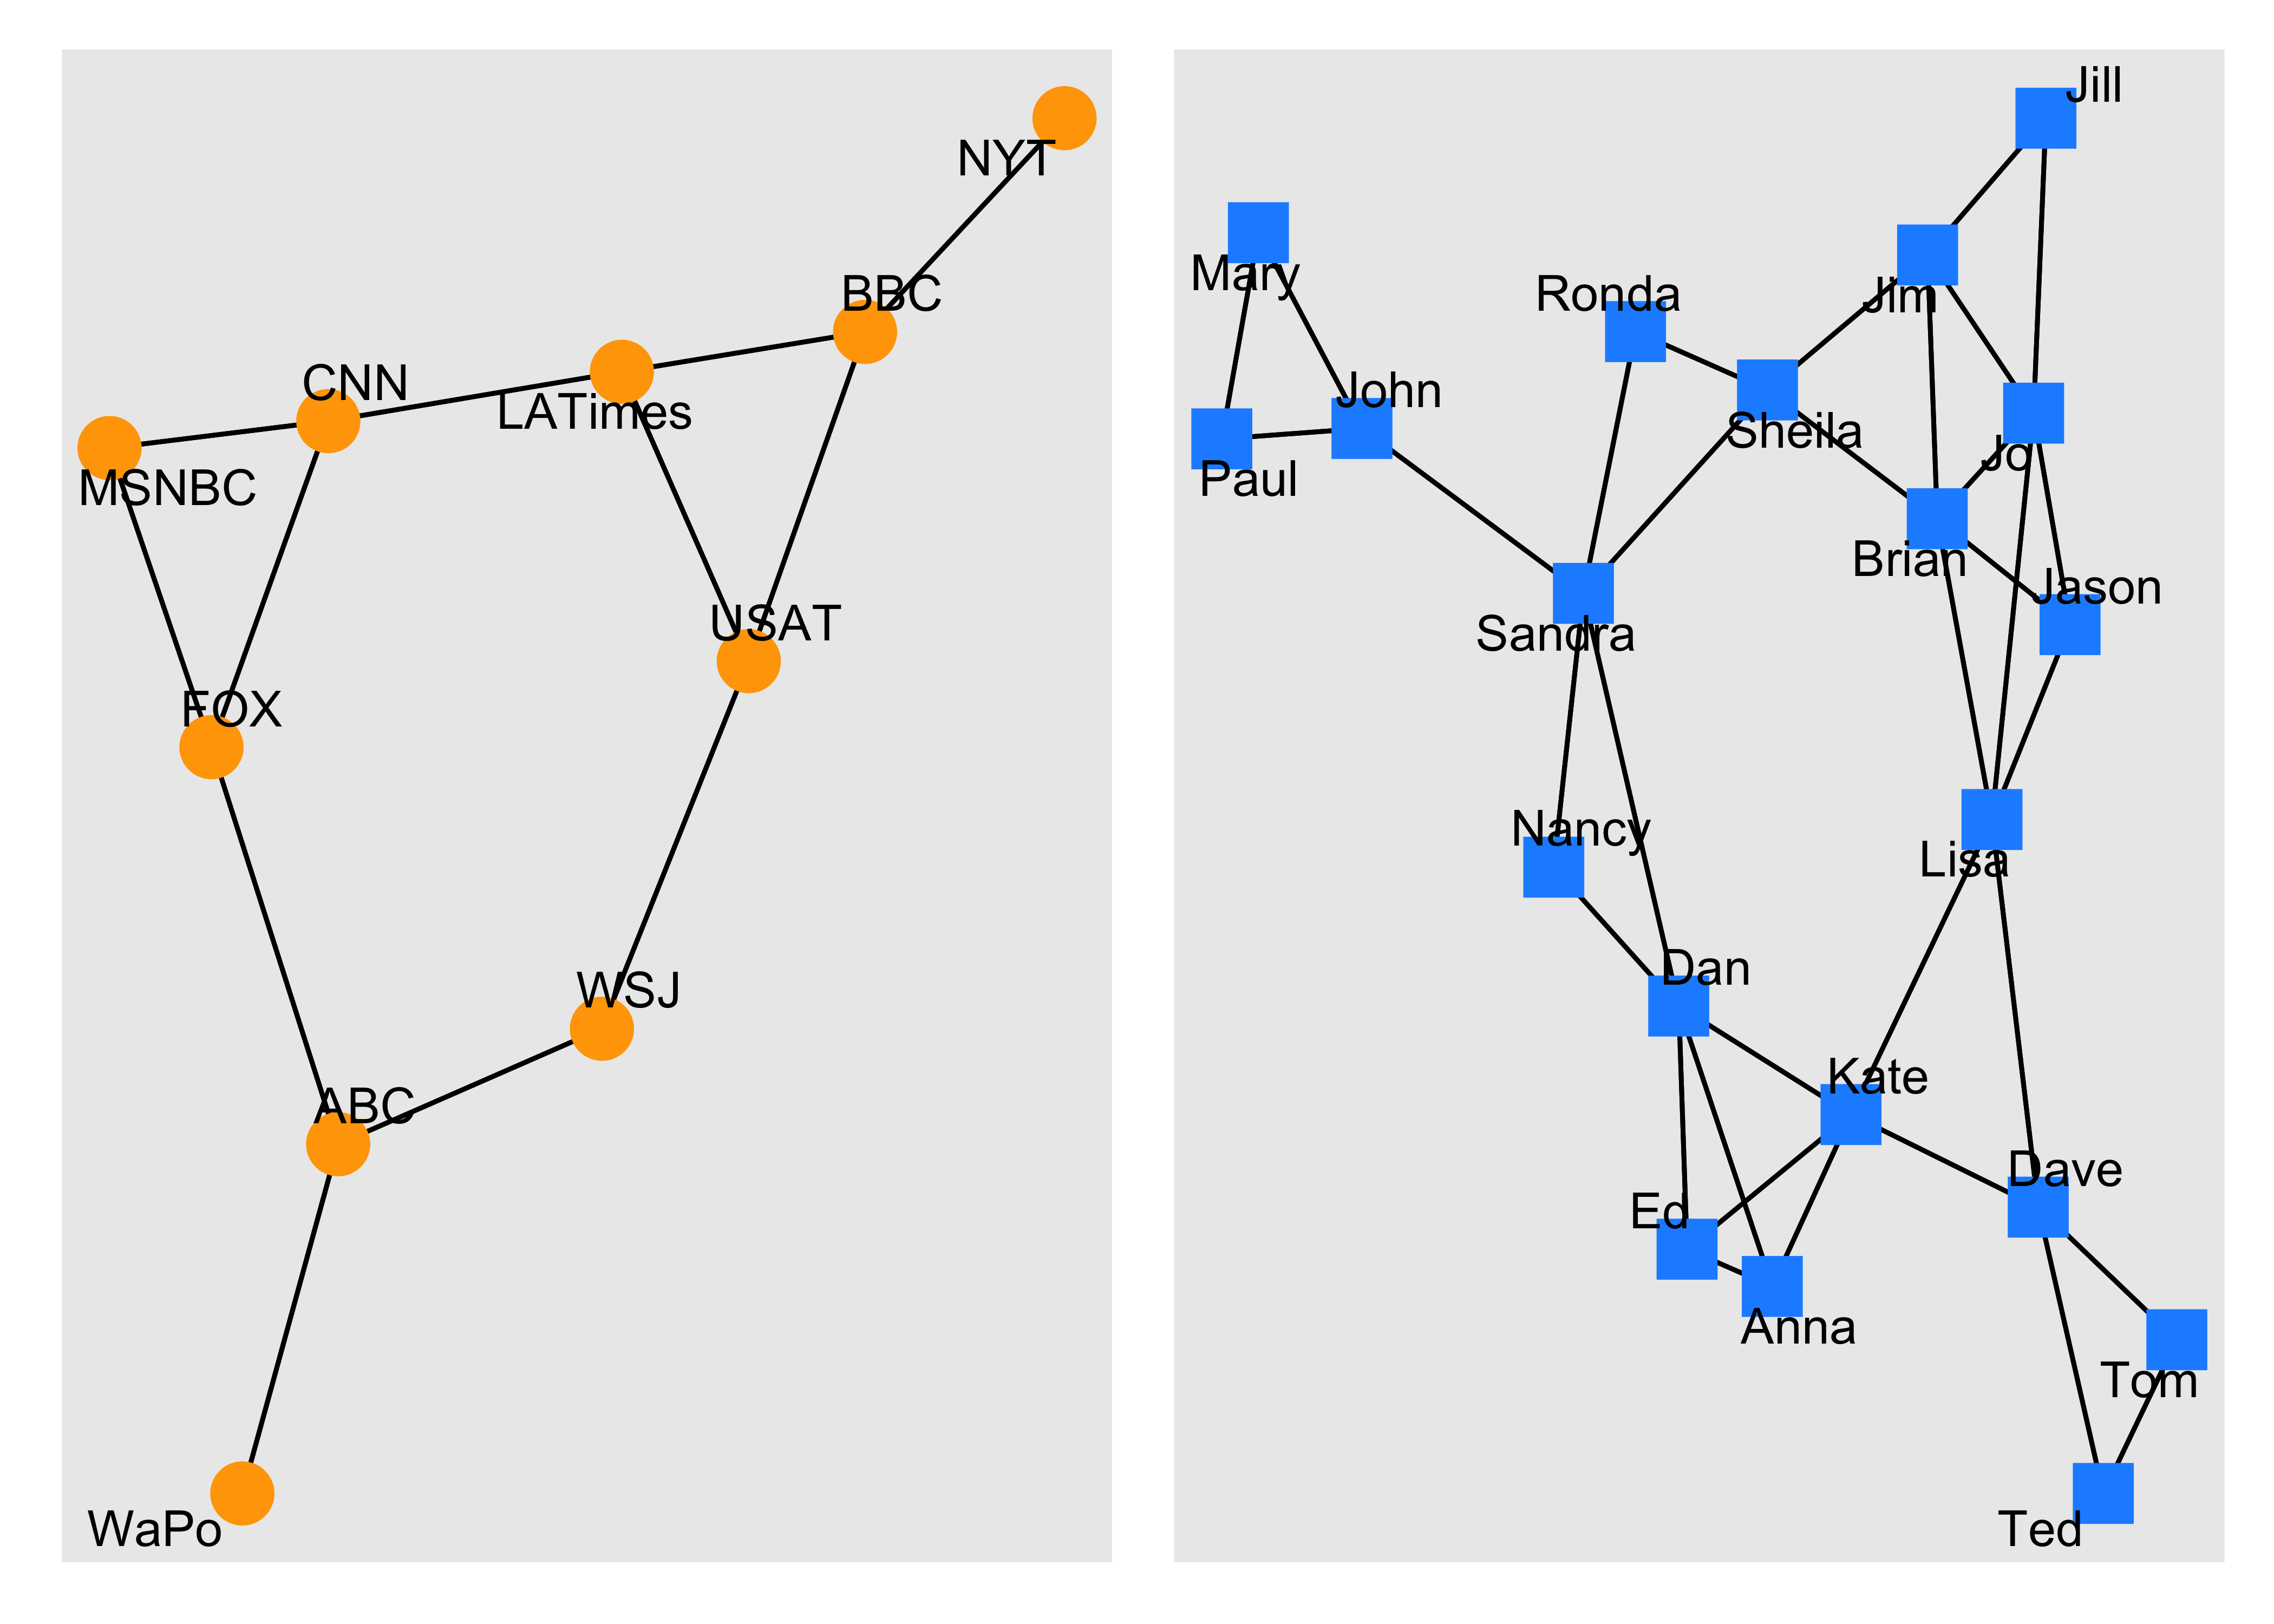 NYT
BBC
CNN
LATimes
MSNBC
USAT
FOX
WSJ
ABC
WaPo
Jill
Mary
Ronda
Jim
John
Sheila
Jo
Paul
Brian
Jason
Sandra
Nancy
Lisa
Dan
Kate
Dave
Ed
Anna
Tom
Ted